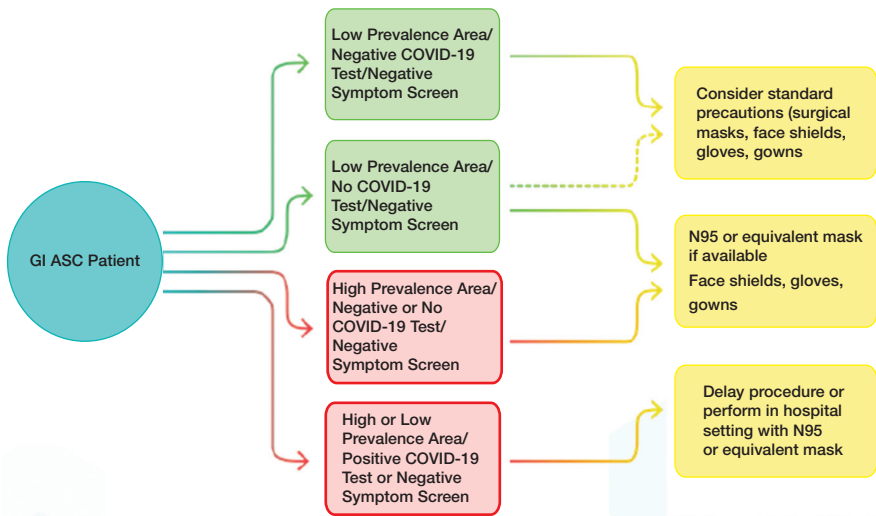 GI ASC Patient
Low Prevalence Area/
Negative COVID-19
Test/Negative
Symptom Screen
Low Prevalence Area/
No COVID-19
Test/Negative
Symptom Screen
High Prevalence Area/
Negative or No
COVID-19 Test/
Negative
Symptom Screen
High or Low
Prevalence Area/
Positive COVID-19
Test or Negative
Symptom Screen
Consider standard
precautions (surgical
masks, face shields,
gloves, gowns
N95 or equivalent mask
if available
Face shields, gloves,
gowns
Delay procedure or
perform in hospital
setting with N95
or equivalent mask